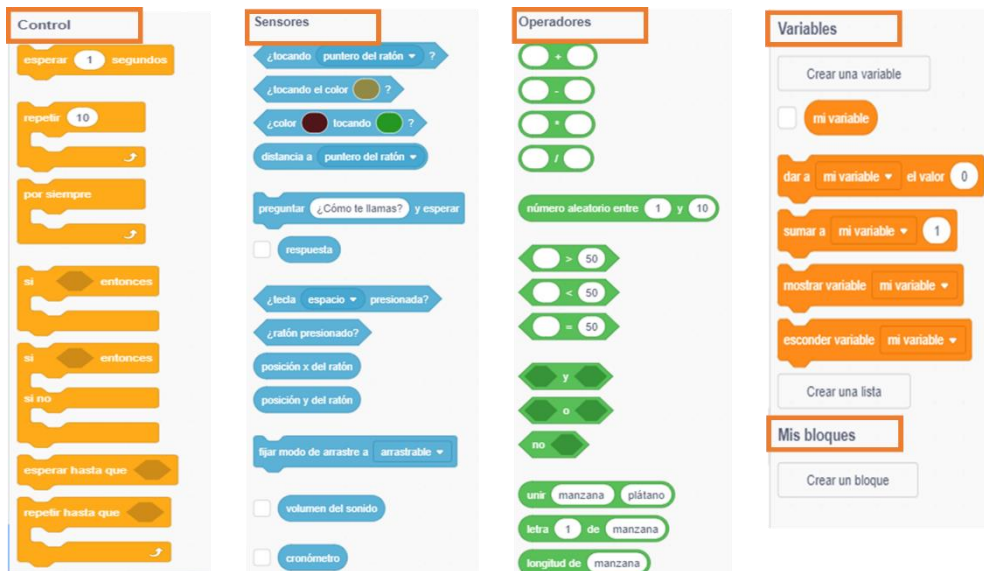 Control
esperar 1 segundos
repetir 10
por siempre
si entonces
si entonces
si no
esperar hasta que
repetir hasta que
Sensores
¿tocando puntero del ratón ?
¿tocando el color ?
¿color tocando ?
distancia a puntero del ratón
preguntar ¿Cómo te llamas? y esperar
respuesta
¿tecla espacio presionada?
¿ratón presionado?
posición x del ratón
posición y del ratón
fijar modo de arrastre a arrastrable
volumen del sonido
cronómetro
Operadores
+
-
*
/
número aleatorio entre 1 y 10
> 50
< 50
= 50
y
o
no
unir manzana plátano
letra 1 de manzana
longitud de manzana
Variables
Crear una variable
mi variable
dar a mi variable el valor 0
sumar a mi variable 1
mostrar variable mi variable
esconder variable mi variable
Crear una lista
Mis bloques
Crear un bloque